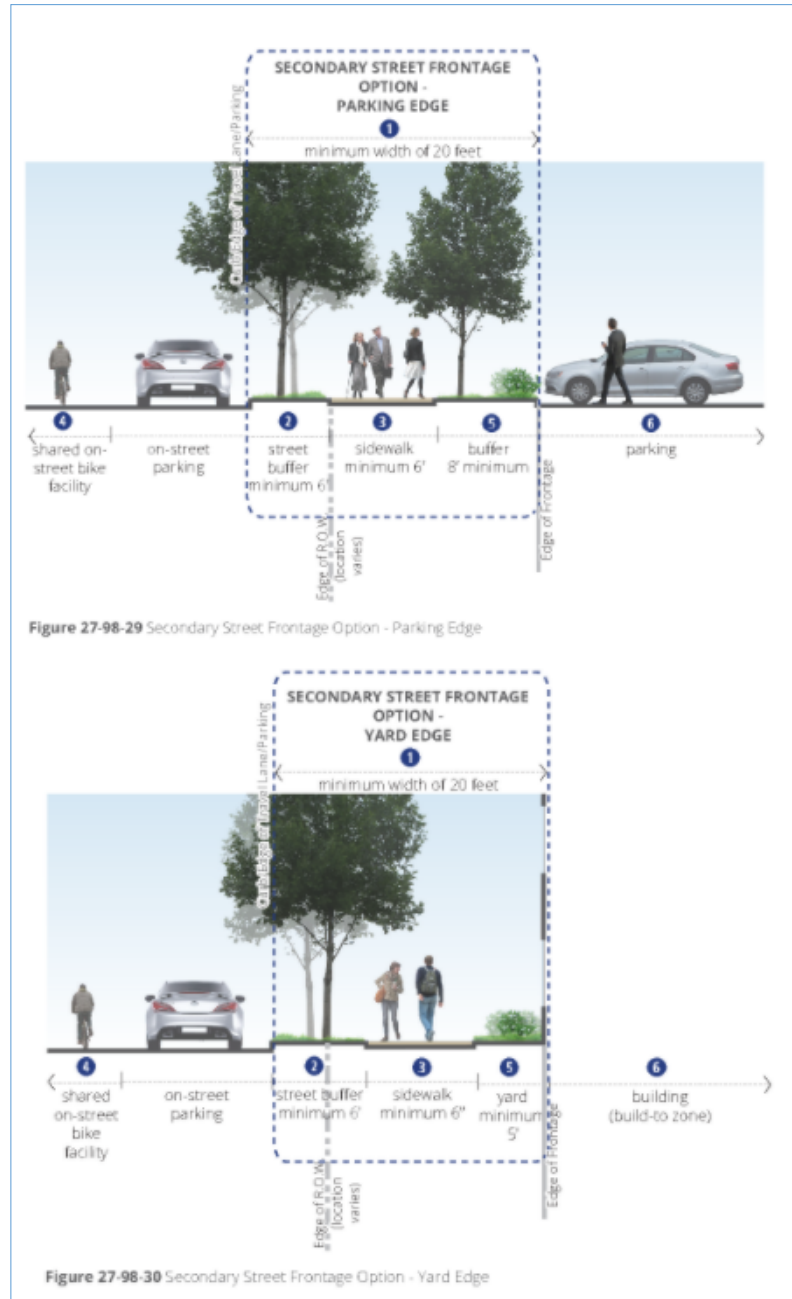 SECONDARY STREET FRONTAGE
OPTION -
PARKING EDGE
1
minimum width of 20 feet
Curb/Edge of Travel Lane/Parking
4
shared on-
street bike
facility
on-street
parking
2
street
buffer
minimum 6'
3
sidewalk
minimum 6'
5
buffer
8' minimum
6
parking
Edge of R.O.W.
(location
varies)
Edge of Frontage
Figure 27-98-29 Secondary Street Frontage Option - Parking Edge
SECONDARY STREET FRONTAGE
OPTION -
YARD EDGE
1
minimum width of 20 feet
Curb/Edge of Travel Lane/Parking
4
shared
on-street
bike
facility
on-street
parking
2
street buffer
minimum 6'
3
sidewalk
minimum 6"
5
yard
minimum
5'
6
building
(build-to zone)
Edge of R.O.W.
(location
varies)
Edge of Frontage
Figure 27-98-30 Secondary Street Frontage Option - Yard Edge